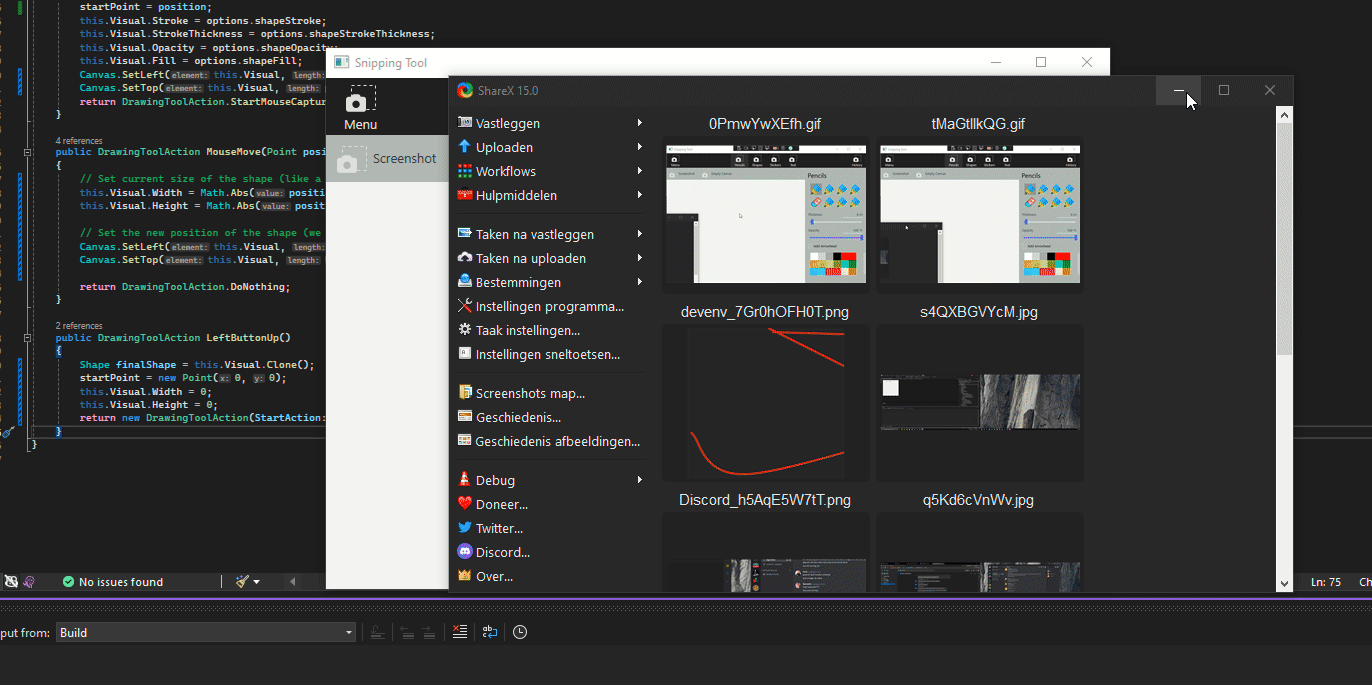 startPoint = position;
this.Visual.Stroke = options.shapeStroke;
this.Visual.StrokeThickness = options.shapeStrokeThickness;
this.Visual.Opacity = options.shapeOpacity;
this.Visual.Fill = options.shapeFill;
Canvas.SetLeft(element: this.Visual, length:
Canvas.SetTop(element: this.Visual, length:
return DrawingToolAction.StartMouseCaptur
}
4 references
public DrawingToolAction MouseMove(Point posi
{
// Set current size of the shape (like a
this.Visual.Width = Math.Abs(value: positi
this.Visual.Height = Math.Abs(value: posit
// Set the new position of the shape (we
Canvas.SetLeft(element: this.Visual, length:
Canvas.SetTop(element: this.Visual, length:
return DrawingToolAction.DoNothing;
}
2 references
public DrawingToolAction LeftButtonUp()
{
Shape finalShape = this.Visual.Clone();
startPoint = new Point(x: 0, y: 0);
this.Visual.Width = 0;
this.Visual.Height = 0;
return new DrawingToolAction(StartAction:
}
}
Snipping Tool
Menu
Screenshot
ShareX 15.0
Vastleggen
Uploaden
Workflows
Hulpmiddelen
Taken na vastleggen
Taken na uploaden
Bestemmingen
Instellingen programma...
Taak instellingen...
Instellingen sneltoetsen...
Screenshots map...
Geschiedenis...
Geschiedenis afbeeldingen...
Debug
Doneer...
Twitter...
Discord...
Over...
0PmwYwXEfh.gif
tMaGtllkQG.gif
Pencils
Pencils
devenv_7Gr0hOFH0T.png
s4QXBGVYcM.jpg
Discord_h5AqE5W7tT.png
q5Kd6cVnWv.jpg
No issues found
Ln: 75
Ch
put from:
Build